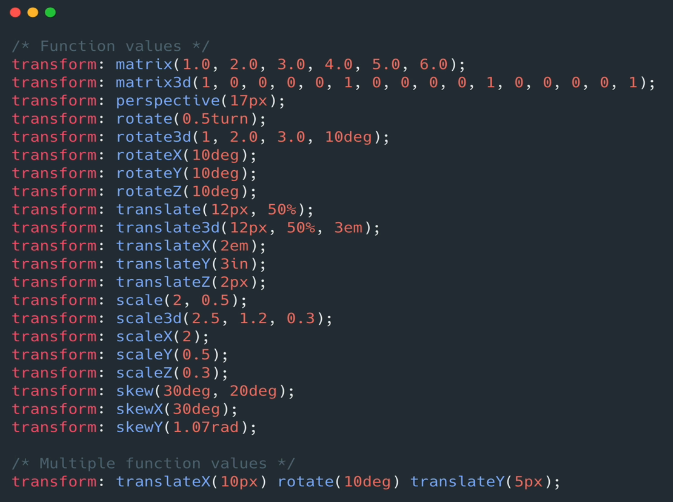 /* Function values */
transform: matrix(1.0, 2.0, 3.0, 4.0, 5.0, 6.0);
transform: matrix3d(1, 0, 0, 0, 0, 1, 0, 0, 0, 0, 1, 0, 0, 0, 0, 1);
transform: perspective(17px);
transform: rotate(0.5turn);
transform: rotate3d(1, 2.0, 3.0, 10deg);
transform: rotateX(10deg);
transform: rotateY(10deg);
transform: rotateZ(10deg);
transform: translate(12px, 50%);
transform: translate3d(12px, 50%, 3em);
transform: translateX(2em);
transform: translateY(3in);
transform: translateZ(2px);
transform: scale(2, 0.5);
transform: scale3d(2.5, 1.2, 0.3);
transform: scaleX(2);
transform: scaleY(0.5);
transform: scaleZ(0.3);
transform: skew(30deg, 20deg);
transform: skewX(30deg);
transform: skewY(1.07rad);
/* Multiple function values */
transform: translateX(10px) rotate(10deg) translateY(5px);